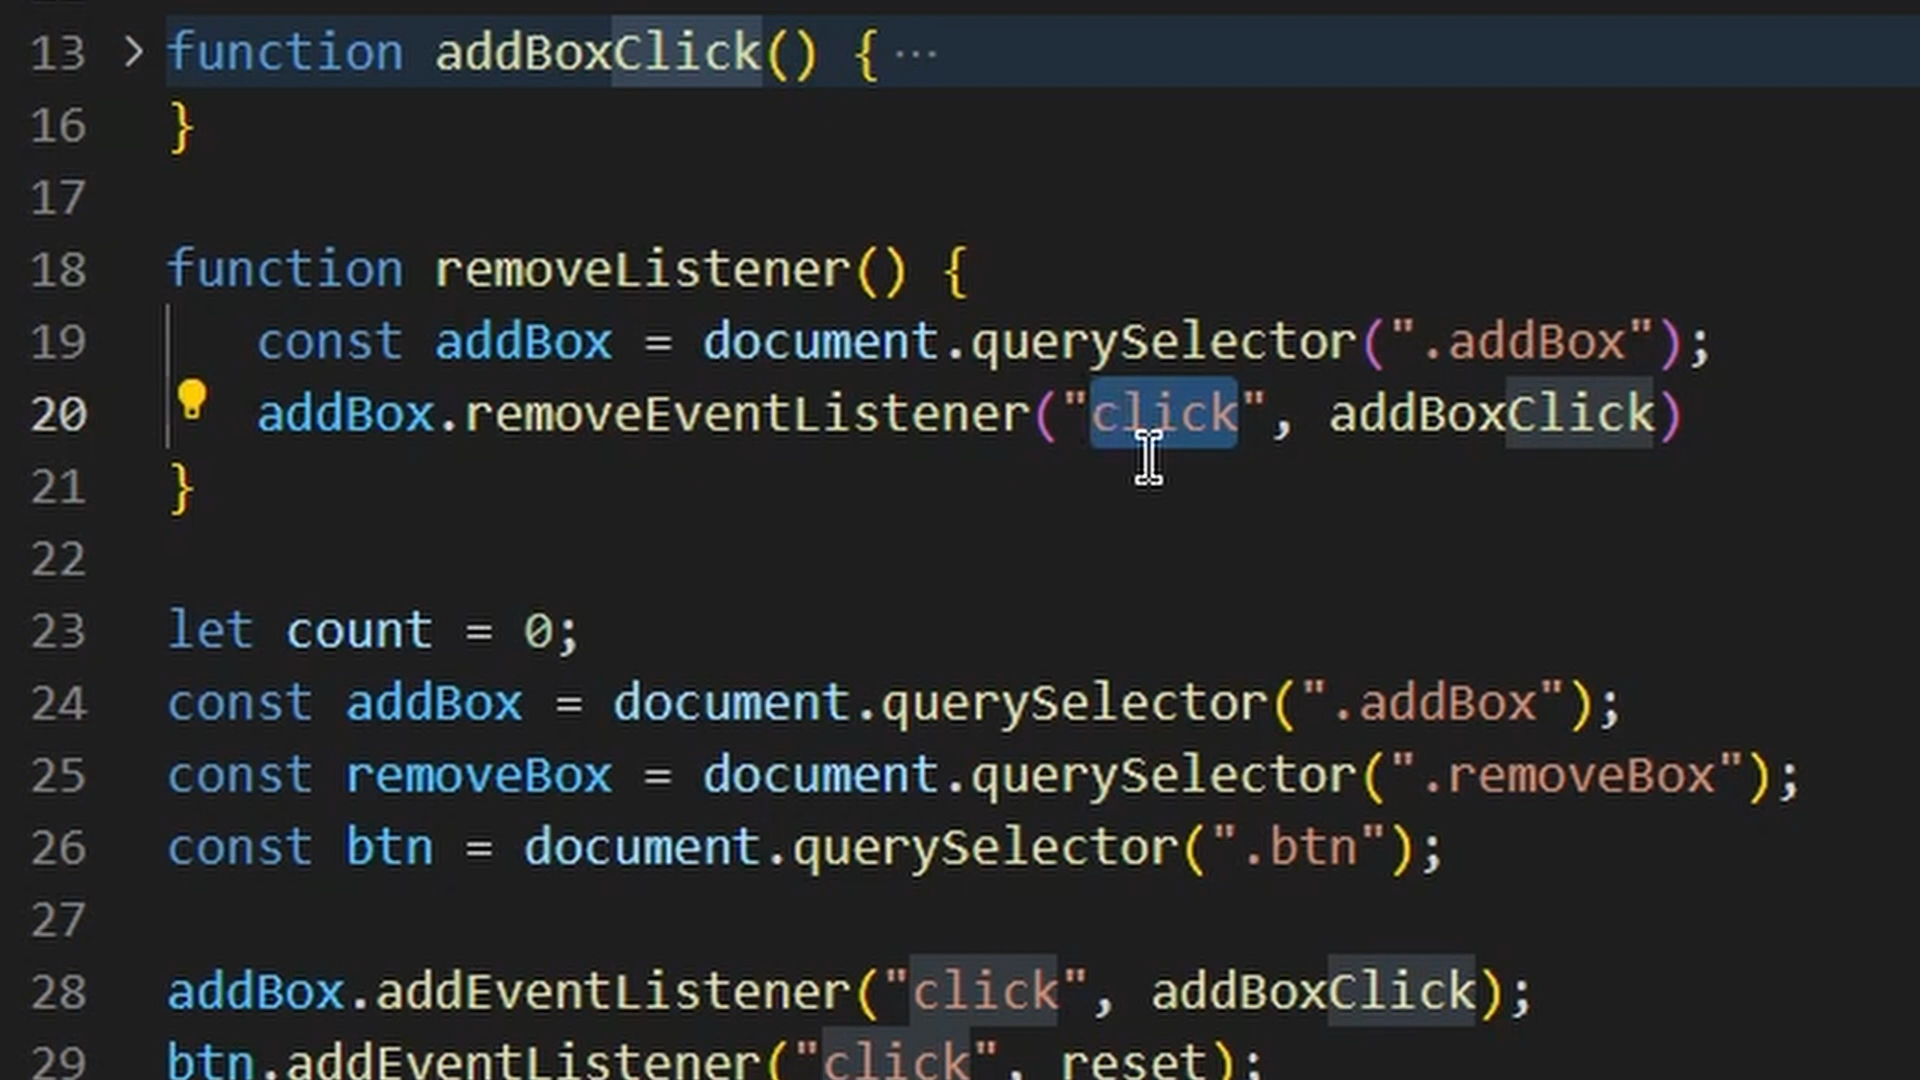 13 > function addBoxClick() { ···
16 }
17
18 function removeListener() {
19 const addBox = document.querySelector(".addBox");
20 addBox.removeEventListener("click", addBoxClick)
21 }
22
23 let count = 0;
24 const addBox = document.querySelector(".addBox");
25 const removeBox = document.querySelector(".removeBox");
26 const btn = document.querySelector(".btn");
27
28 addBox.addEventListener("click", addBoxClick);
29 btn.addEventListener("click", reset);